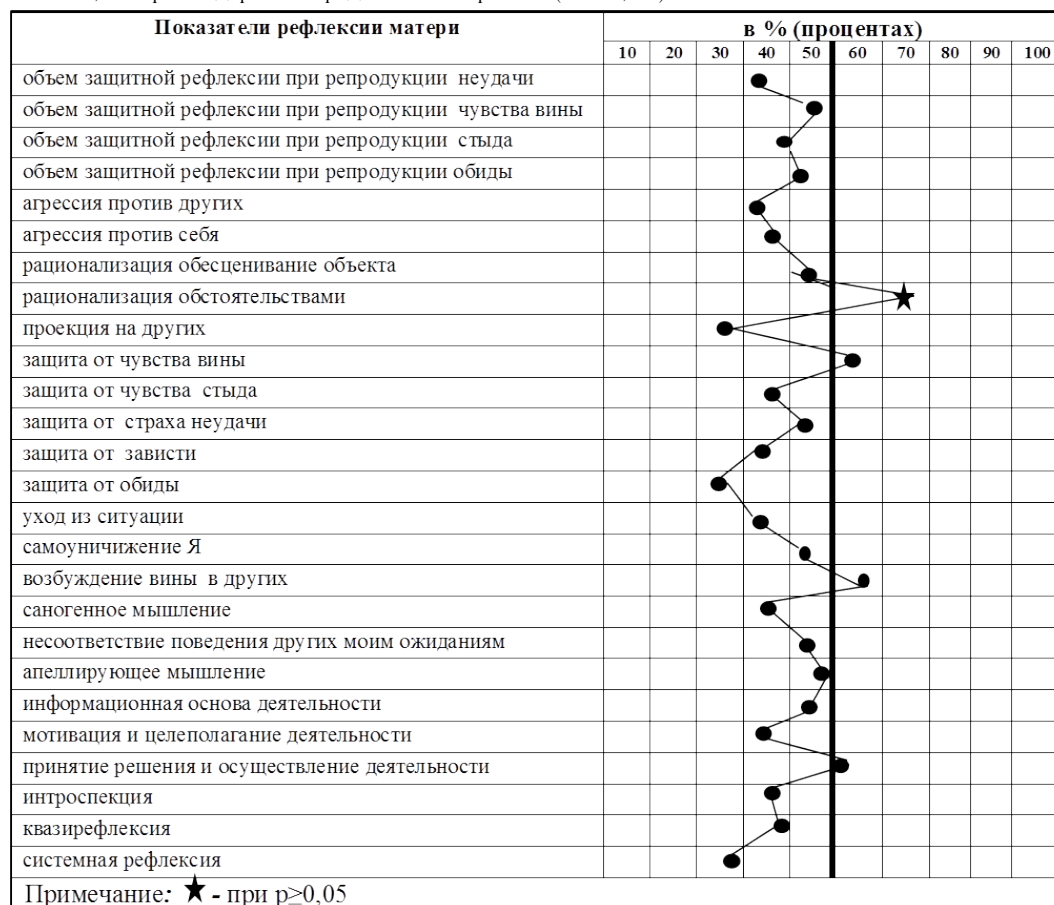 Показатели рефлексии матери
в % (процентах)
10 20 30 40 50 60 70 80 90 100
объем защитной рефлексии при репродукции неудачи
объем защитной рефлексии при репродукции чувства вины
объем защитной рефлексии при репродукции стыда
объем защитной рефлексии при репродукции обиды
агрессия против других
агрессия против себя
рационализация обесценивание объекта
рационализация обстоятельствами
проекция на других
защита от чувства вины
защита от чувства стыда
защита от страха неудачи
защита от зависти
защита от обиды
уход из ситуации
самоуничижение Я
возбуждение вины в других
саногенное мышление
несоответствие поведения других моим ожиданиям
апеллирующее мышление
информационная основа деятельности
мотивация и целеполагание деятельности
принятие решения и осуществление деятельности
интроспекция
квазирефлексия
системная рефлексия
Примечание: ★ - при p≥0,05